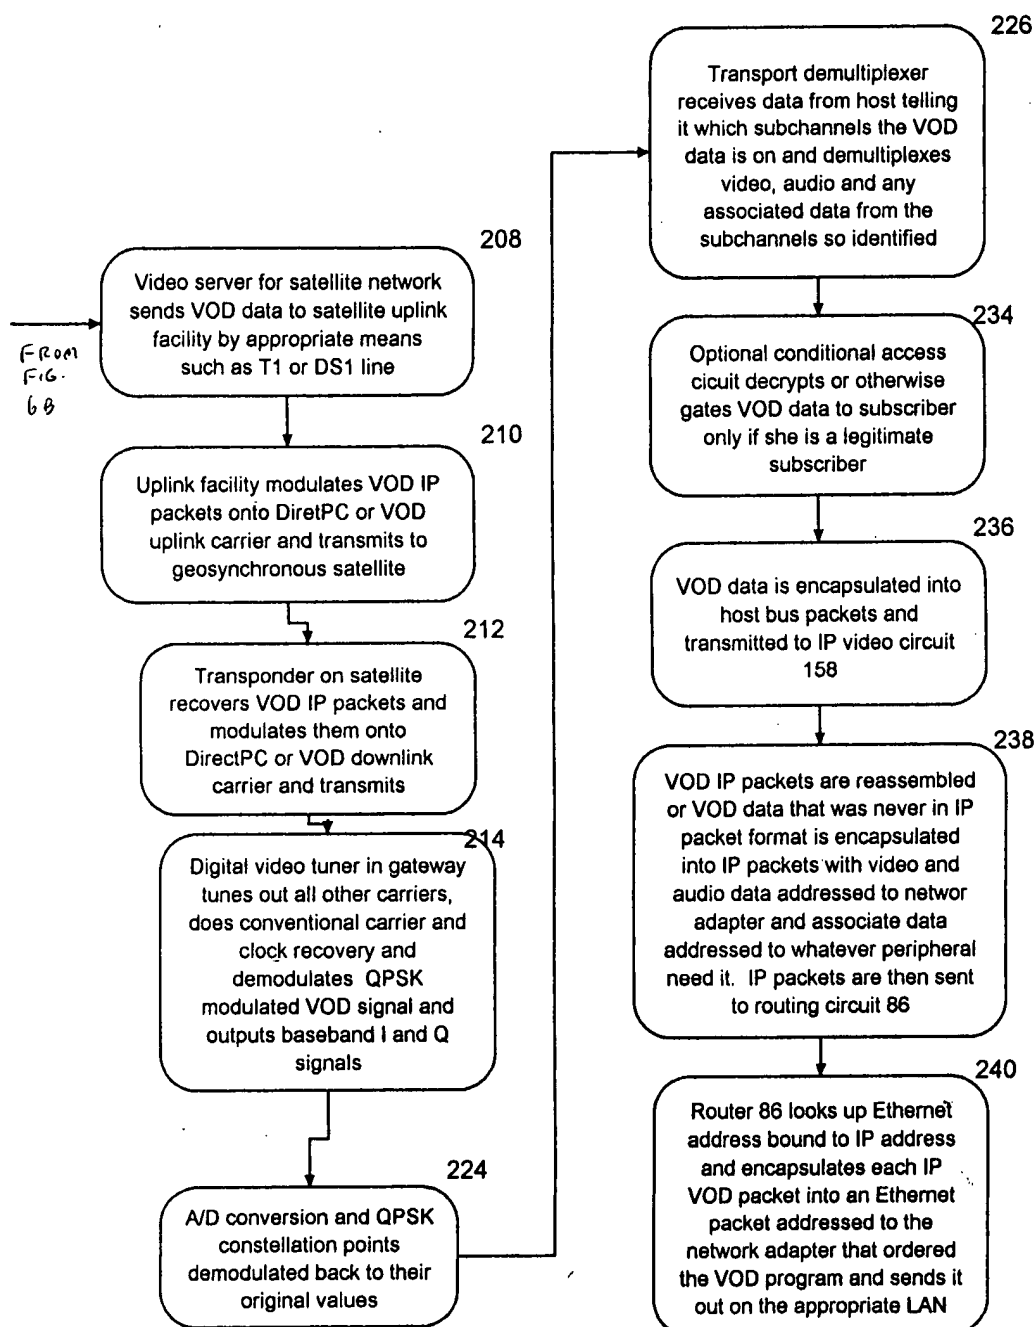 208
Video server for satellite network
sends VOD data to satellite uplink
facility by appropriate means
such as T1 or DS1 line
FROM
FIG.
6B
210
Uplink facility modulates VOD IP
packets onto DiretPC or VOD
uplink carrier and transmits to
geosynchronous satellite
212
Transponder on satellite
recovers VOD IP packets and
modulates them onto
DirectPC or VOD downlink
carrier and transmits
214
Digital video tuner in gateway
tunes out all other carriers,
does conventional carrier and
clock recovery and
demodulates QPSK
modulated VOD signal and
outputs baseband I and Q
signals
224
A/D conversion and QPSK
constellation points
demodulated back to their
original values
226
Transport demultiplexer
receives data from host telling
it which subchannels the VOD
data is on and demultiplexes
video, audio and any
associated data from the
subchannels so identified
234
Optional conditional access
cicuit decrypts or otherwise
gates VOD data to subscriber
only if she is a legitimate
subscriber
236
VOD data is encapsulated into
host bus packets and
transmitted to IP video circuit
158
238
VOD IP packets are reassembled
or VOD data that was never in IP
packet format is encapsulated
into IP packets with video and
audio data addressed to networ
adapter and associate data
addressed to whatever peripheral
need it. IP packets are then sent
to routing circuit 86
240
Router 86 looks up Ethernet
address bound to IP address
and encapsulates each IP
VOD packet into an Ethernet
packet addressed to the
network adapter that ordered
the VOD program and sends it
out on the appropriate LAN